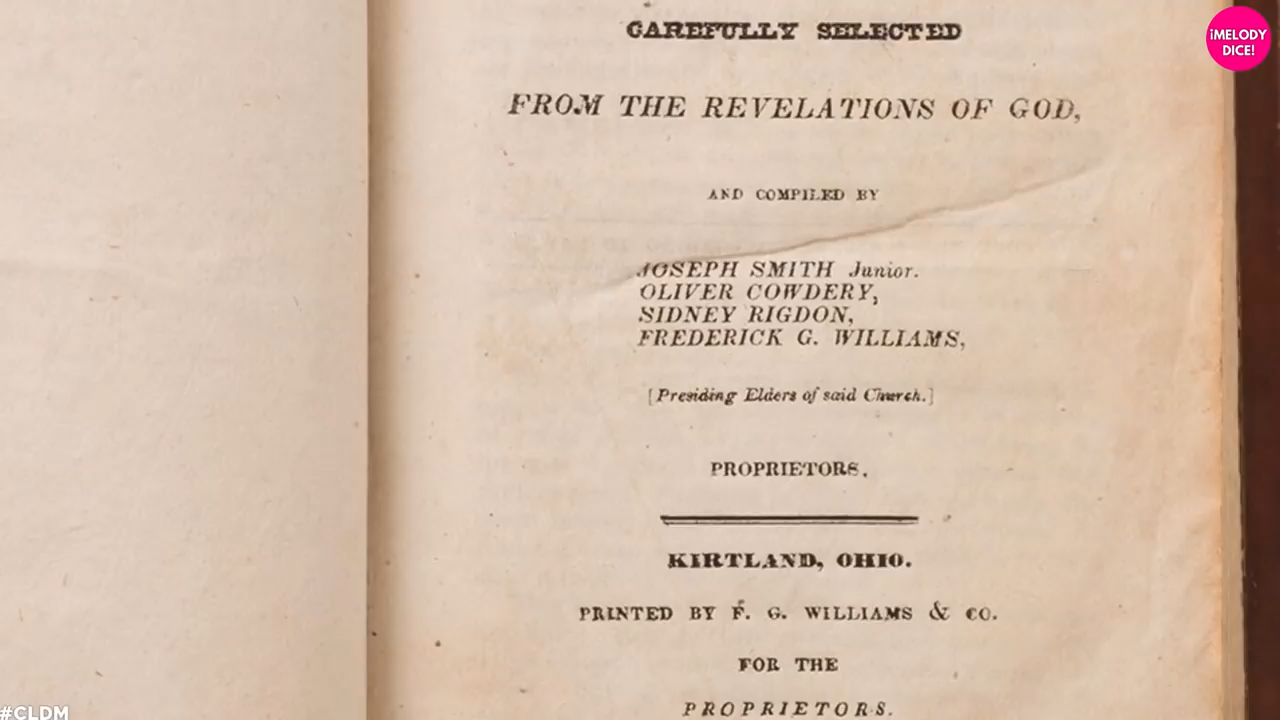 CAREFULLY SELECTED
FROM THE REVELATIONS OF GOD,
AND COMPILED BY
JOSEPH SMITH Junior.
OLIVER COWDERY,
SIDNEY RIGDON,
FREDERICK G. WILLIAMS,
[Presiding Elders of said Church.]
PROPRIETORS.
KIRTLAND, OHIO.
PRINTED BY F. G. WILLIAMS & CO.
FOR THE
PROPRIETORS.
¡MELODY
DICE!
#CLDM